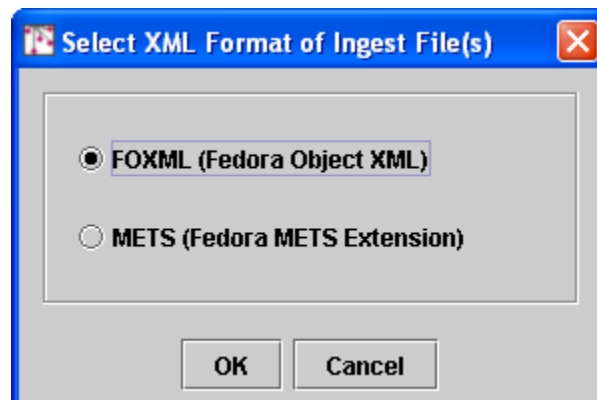 Select XML Format of Ingest File(s)
FOXML (Fedora Object XML)
METS (Fedora METS Extension)
OK Cancel